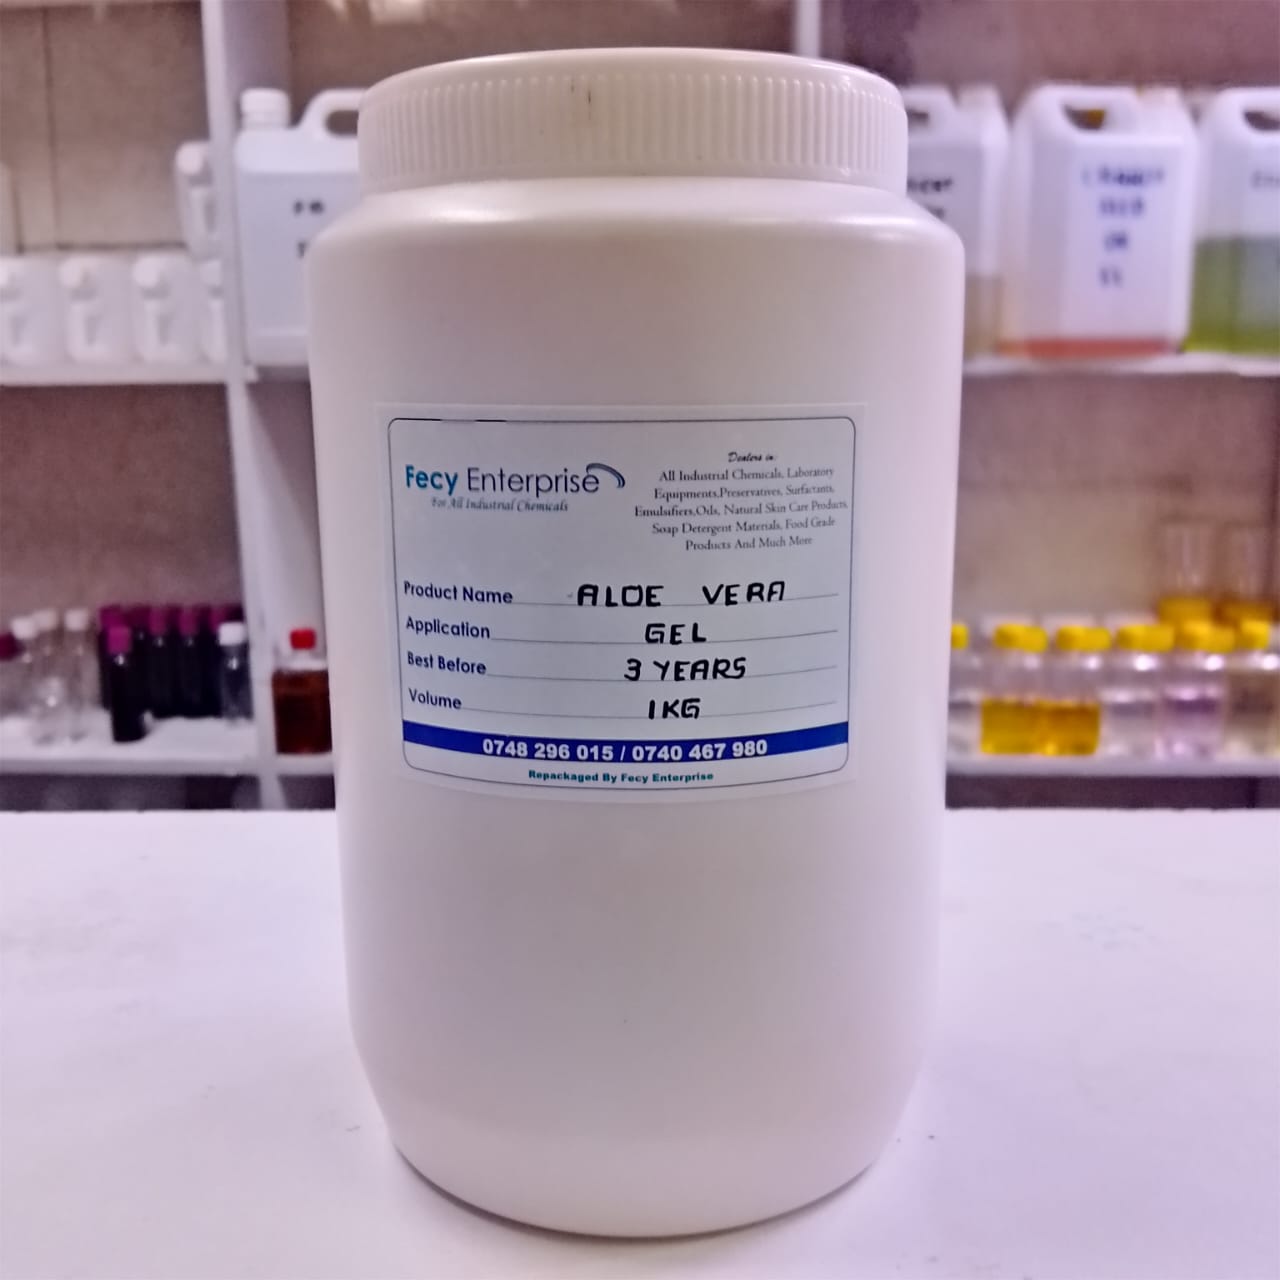 Fecy Enterprise
For All Industrial Chemicals
Dealers in:
All Industrial Chemicals, Laboratory
Equipments,Preservatives, Surfactants,
Emulsifiers,Oils, Natural Skin Care Products,
Soap Detergent Materials, Food Grade
Products And Much More
Product Name ALOE VERA
Application GEL
Best Before 3 YEARS
Volume 1KG
0748 296 015 / 0740 467 980
Repackaged By Fecy Enterprise